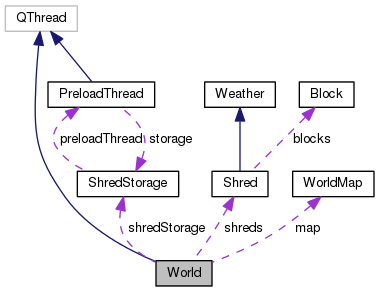 QThread
PreloadThread
Weather
Block
preloadThread
storage
blocks
ShredStorage
Shred
WorldMap
shredStorage
shreds
map
World